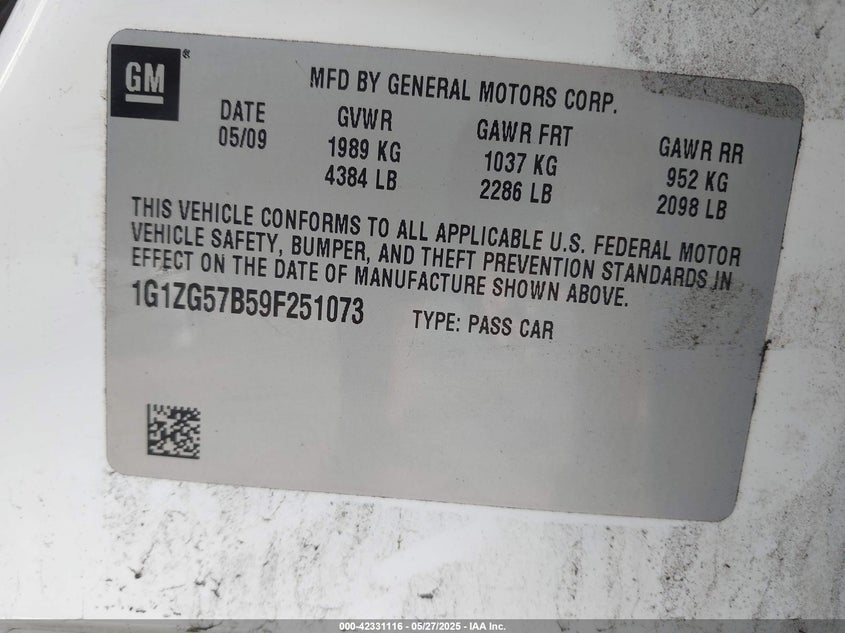 GM®
MFD BY GENERAL MOTORS CORP.
DATE GVWR GAWR FRT GAWR RR
05/09 1989 KG 1037 KG 952 KG
4384 LB 2286 LB 2098 LB
THIS VEHICLE CONFORMS TO ALL APPLICABLE U.S. FEDERAL MOTOR
VEHICLE SAFETY, BUMPER, AND THEFT PREVENTION STANDARDS IN
EFFECT ON THE DATE OF MANUFACTURE SHOWN ABOVE.
1G1ZG57B59F251073 TYPE: PASS CAR
000-42331116 - 05/27/2025 - IAA Inc.